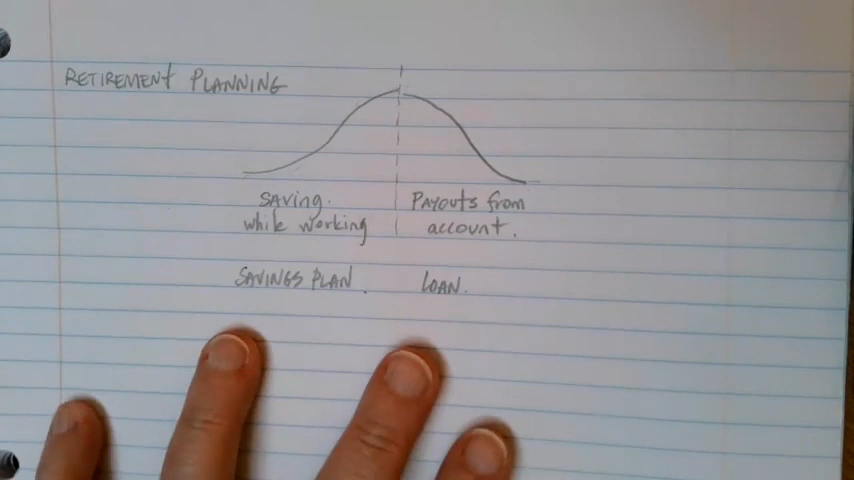 RETIREMENT PLANNING
SAVING.
while working
PAYOUTS from
account.
SAVINGS PLAN.
LOAN.